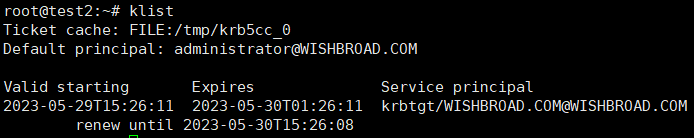 root@test2:~# klist
Ticket cache: FILE:/tmp/krb5cc_0
Default principal: administrator@WISHBROAD.COM
Valid starting Expires Service principal
2023-05-29T15:26:11 2023-05-30T01:26:11 krbtgt/WISHBROAD.COM@WISHBROAD.COM
renew until 2023-05-30T15:26:08